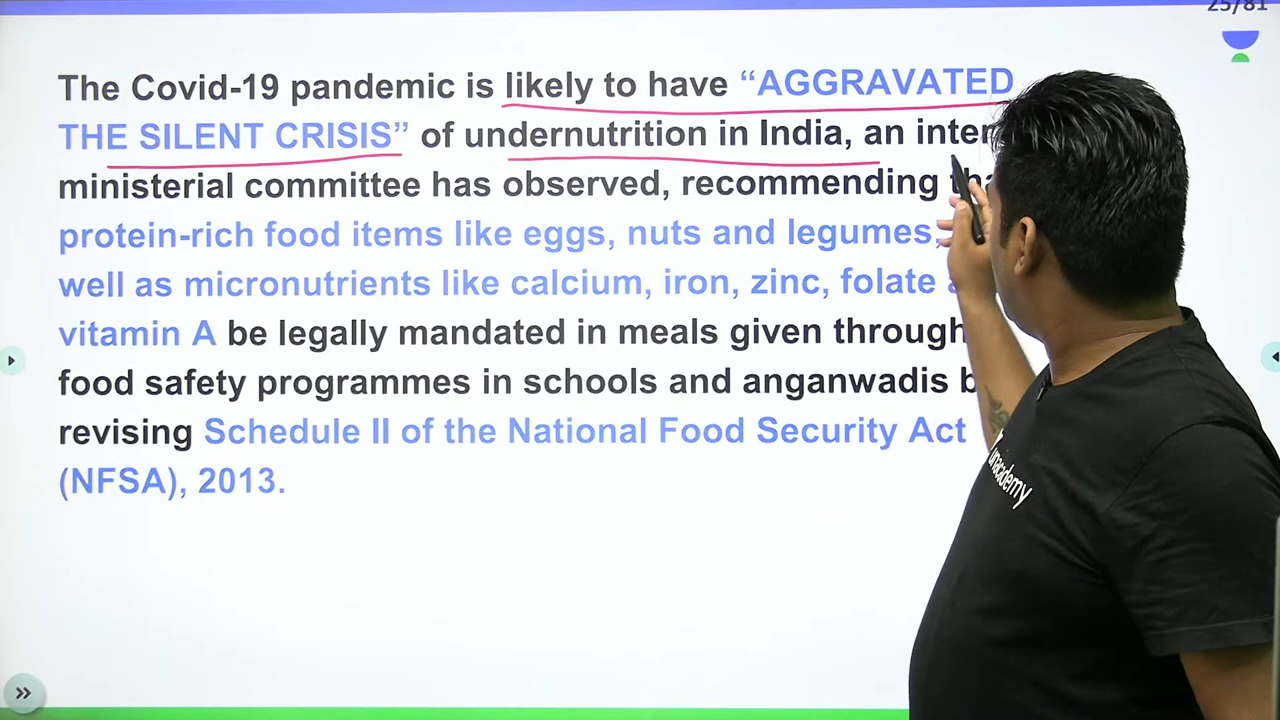 25/81
The Covid-19 pandemic is likely to have “AGGRAVATED
THE SILENT CRISIS” of undernutrition in India, an inter
ministerial committee has observed, recommending
protein-rich food items like eggs, nuts and legumes,
well as micronutrients like calcium, iron, zinc, folate
vitamin A be legally mandated in meals given through
food safety programmes in schools and anganwadis
revising Schedule II of the National Food Security Act
(NFSA), 2013.
unacademy